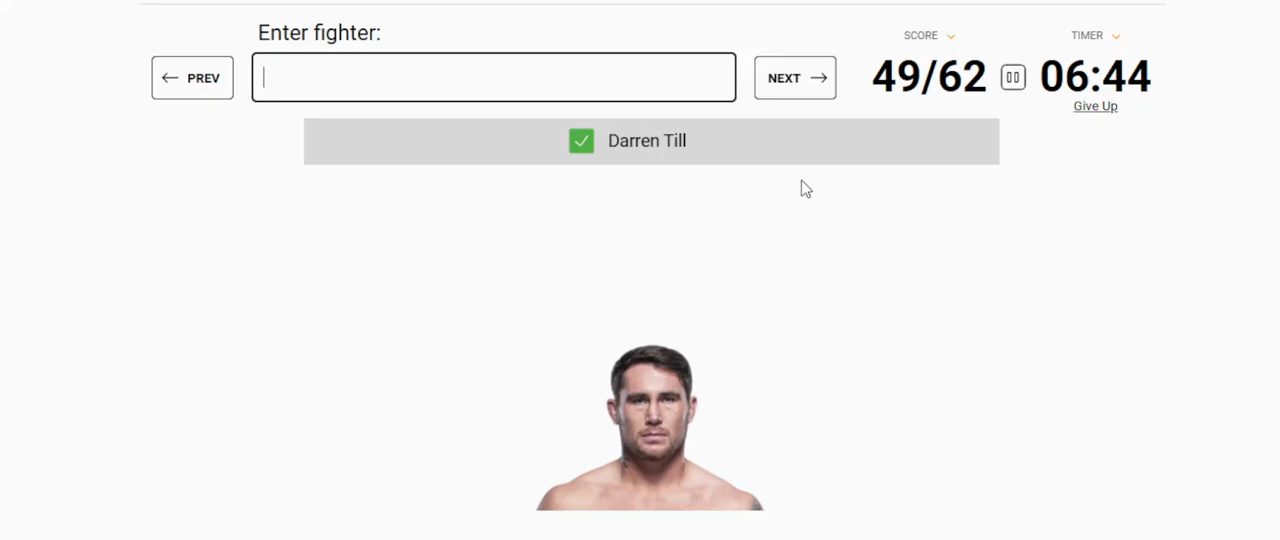 Enter fighter:
SCORE
TIMER
← PREV
NEXT →
49/62
06:44
Give Up
Darren Till